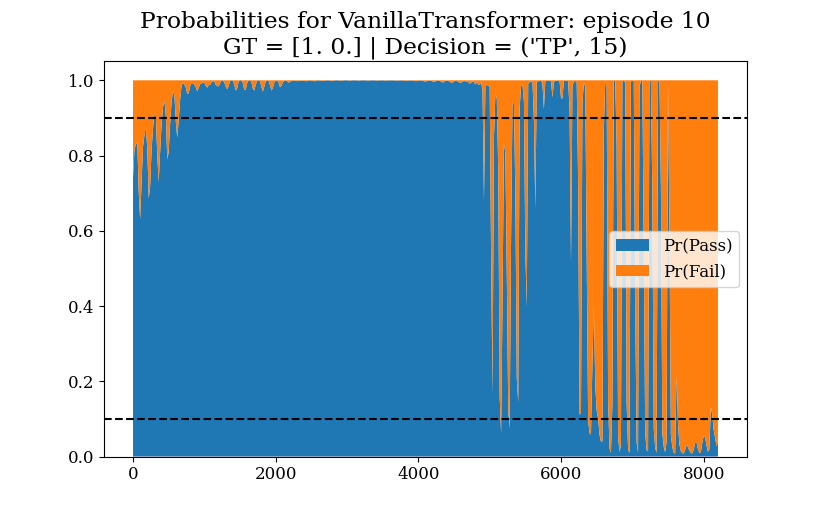 Probabilities for VanillaTransformer: episode 10
GT = [1. 0.] | Decision = ('TP', 15)
1.0
0.8
0.6
0.4
0.2
0.0
Pr(Pass)
Pr(Fail)
0
2000
4000
6000
8000